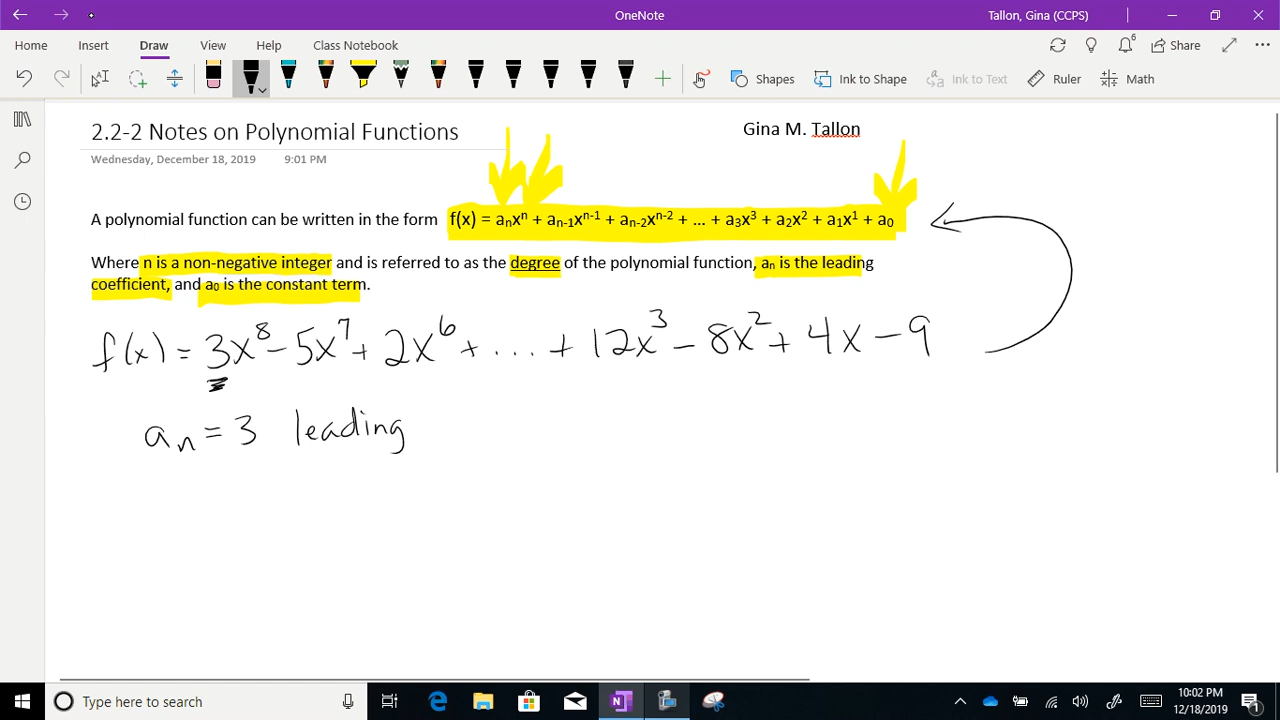 OneNote
Tallon, Gina (CCPS)
Home Insert Draw View Help Class Notebook
6
Share
Shapes
Ink to Shape
Ink to Text
Ruler
Math
2.2-2 Notes on Polynomial Functions
Gina M. Tallon
Wednesday, December 18, 2019 9:01 PM
A polynomial function can be written in the form f(x) = aₙxⁿ + aₙ₋₁xⁿ⁻¹ + aₙ₋₂xⁿ⁻² + ... + a₃x³ + a₂x² + a₁x¹ + a₀
Where n is a non-negative integer and is referred to as the degree of the polynomial function, aₙ is the leading
coefficient, and a₀ is the constant term.
f(x) = 3x⁸ - 5x⁷ + 2x⁶ + ... + 12x³ - 8x² + 4x - 9
aₙ = 3 leading
Type here to search
10:02 PM
12/18/2019
1